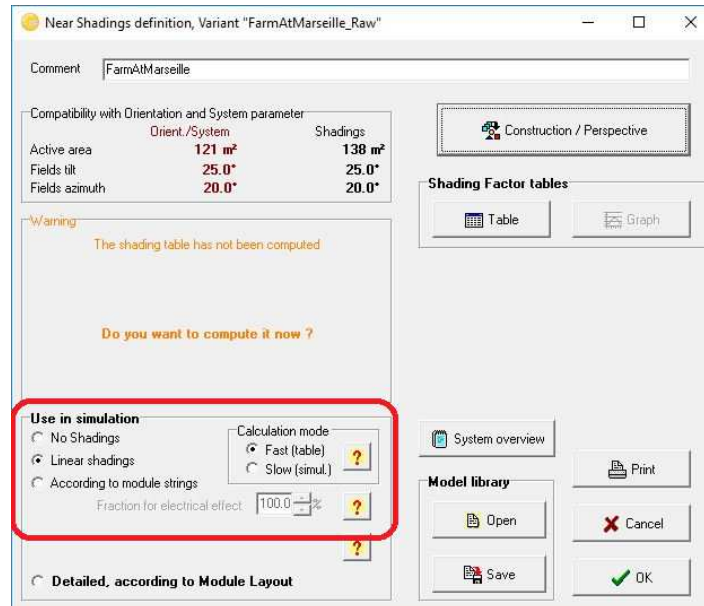 Near Shadings definition, Variant "FarmAtMarseille_Raw"
Comment FarmAtMarseille
Compatibility with Orientation and System parameter
Orient./System Shadings
Active area 121 m² 138 m²
Fields tilt 25.0° 25.0°
Fields azimuth 20.0° 20.0°
Construction / Perspective
Shading Factor tables
Table Graph
Warning
The shading table has not been computed
Do you want to compute it now ?
Use in simulation
No Shadings
Linear shadings
According to module strings
Calculation mode
Fast (table)
Slow (simul.)
?
Fraction for electrical effect 100.0 % ?
?
Detailed, according to Module Layout
System overview
Model library
Open
Save
Print
Cancel
OK